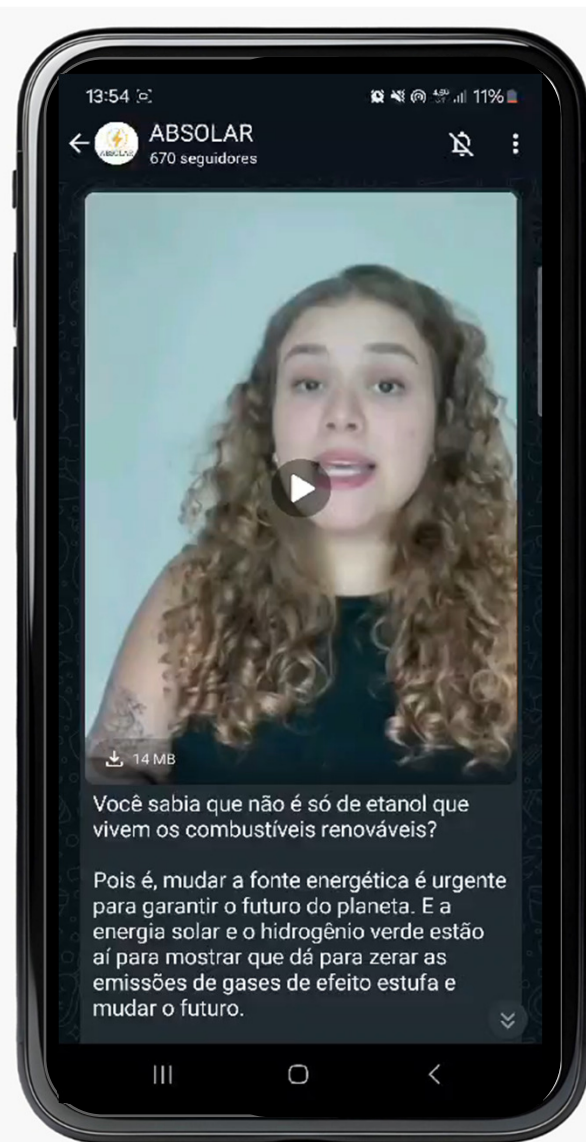 13:54
11%
ABSOLAR
ABSOLAR
670 seguidores
14 MB
Você sabia que não é só de etanol que
vivem os combustíveis renováveis?
Pois é, mudar a fonte energética é urgente
para garantir o futuro do planeta. E a
energia solar e o hidrogênio verde estão
aí para mostrar que dá para zerar as
emissões de gases de efeito estufa e
mudar o futuro.